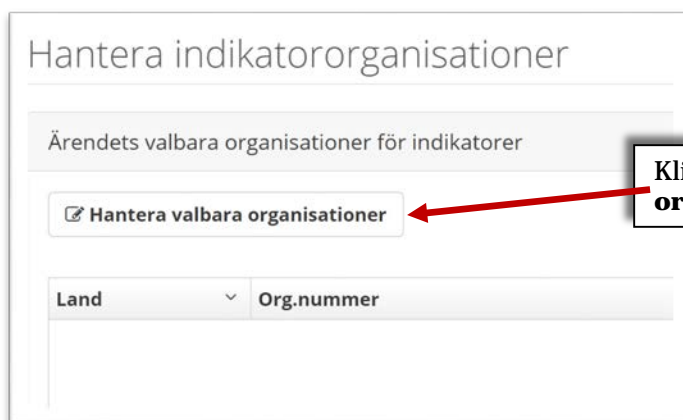 Hantera indikatororganisationer
Ärendets valbara organisationer för indikatorer
Hantera valbara organisationer
Land
Org.nummer